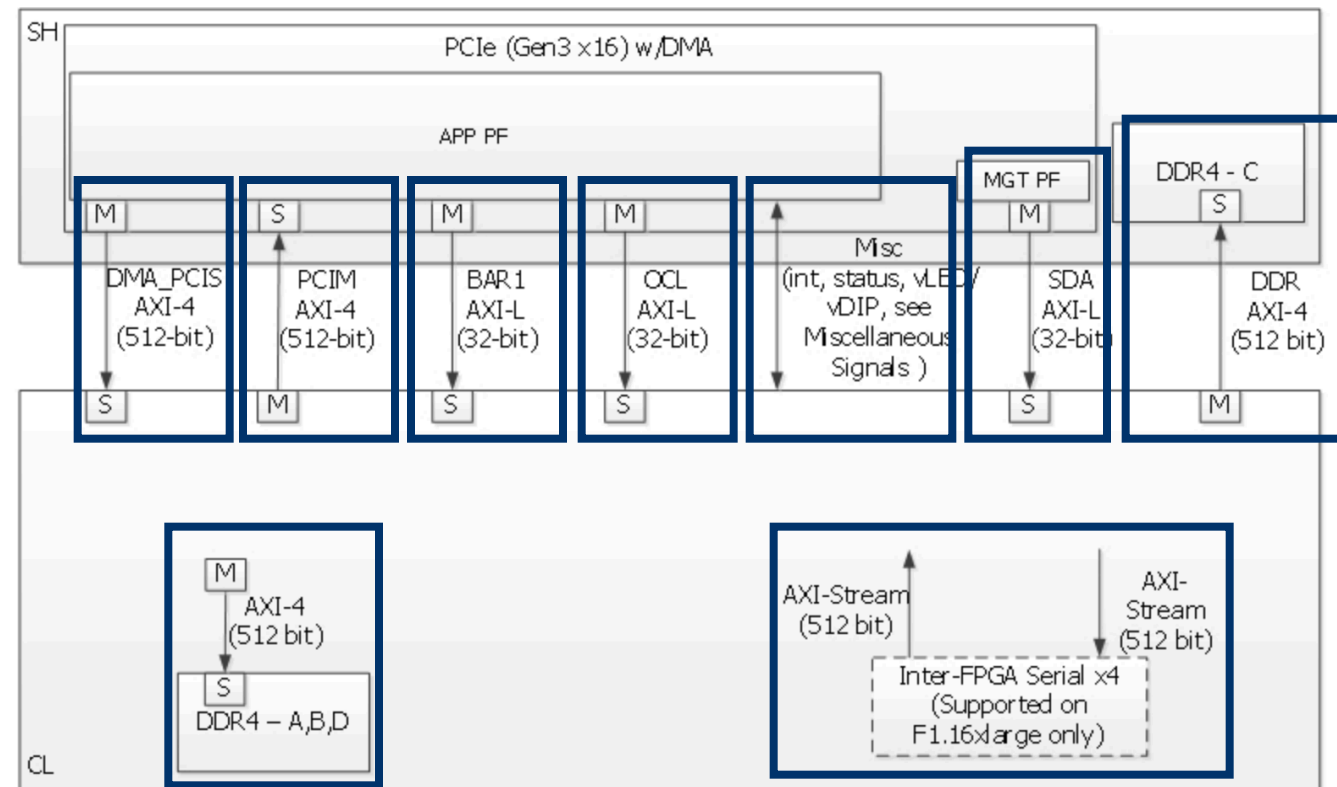 SH
PCIe (Gen3 x16) w/DMA
APP PF
MGT PF
DDR4 - C
M
S
M
M
M
S
DMA_PCIS
AXI-4
(512-bit)
PCIM
AXI-4
(512-bit)
BAR1
AXI-L
(32-bit)
OCL
AXI-L
(32-bit)
Misc
(int, status, vLED/
vDIP, see
Miscellaneous
Signals )
SDA
AXI-L
(32-bit)
DDR
AXI-4
(512 bit)
S
M
S
S
S
M
M
AXI-4
(512 bit)
S
DDR4 – A,B,D
AXI-Stream
(512 bit)
AXI-
Stream
(512 bit)
Inter-FPGA Serial x4
(Supported on
F1.16xlarge only)
CL